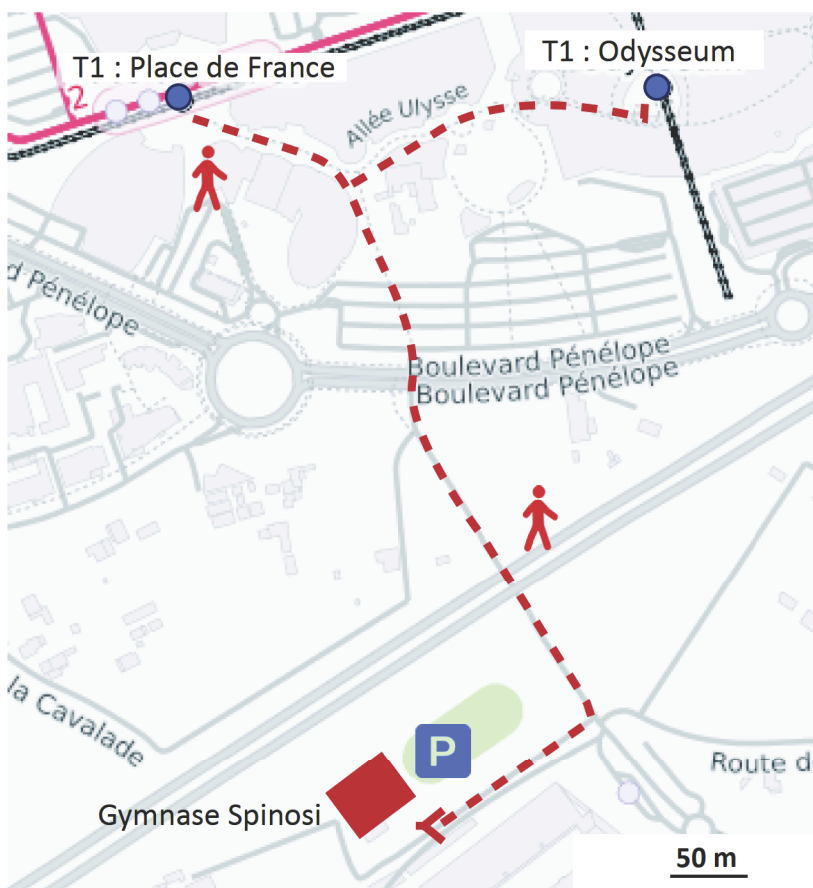 T1 : Odysseum
T1 : Place de France
2
Allée Ulysse
d Pénélope
Boulevard Pénélope
Boulevard Pénélope
la Cavalade
P
Route d
Gymnase Spinosi
50 m